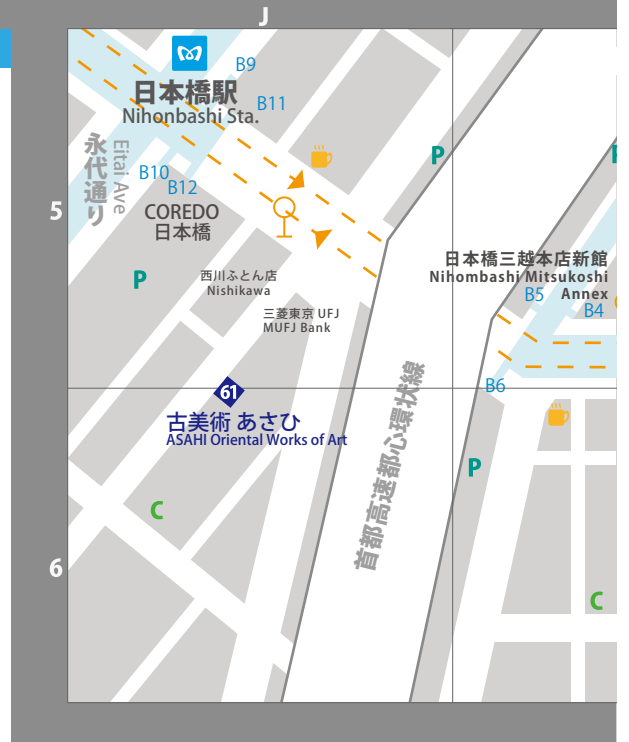 J
B9
日本橋駅
Nihonbashi Sta.
B11
永代通り
Eitai Ave
P
P
B10
B12
5
COREDO
日本橋
日本橋三越本店新館
Nihombashi Mitsukoshi
Annex
B5
B4
P
西川ふとん店
Nishikawa
三菱東京 UFJ
MUFJ Bank
B6
61
古美術 あさひ
ASAHI Oriental Works of Art
首都高速都心環状線
P
C
6
C